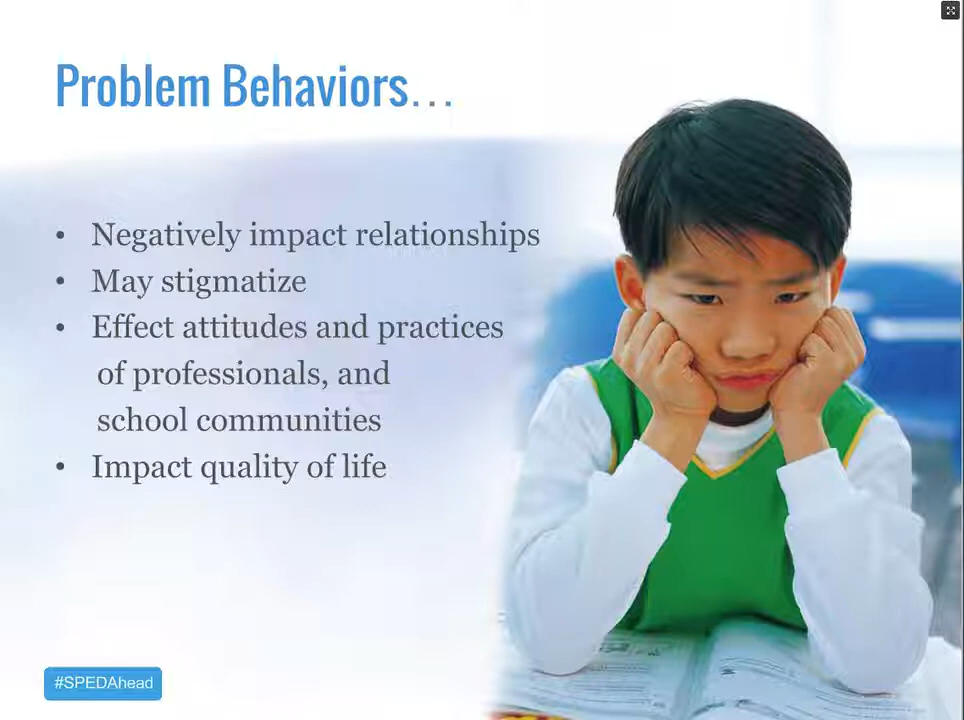 Problem Behaviors...
• Negatively impact relationships
• May stigmatize
• Effect attitudes and practices
of professionals, and
school communities
• Impact quality of life
#SPEDAhead